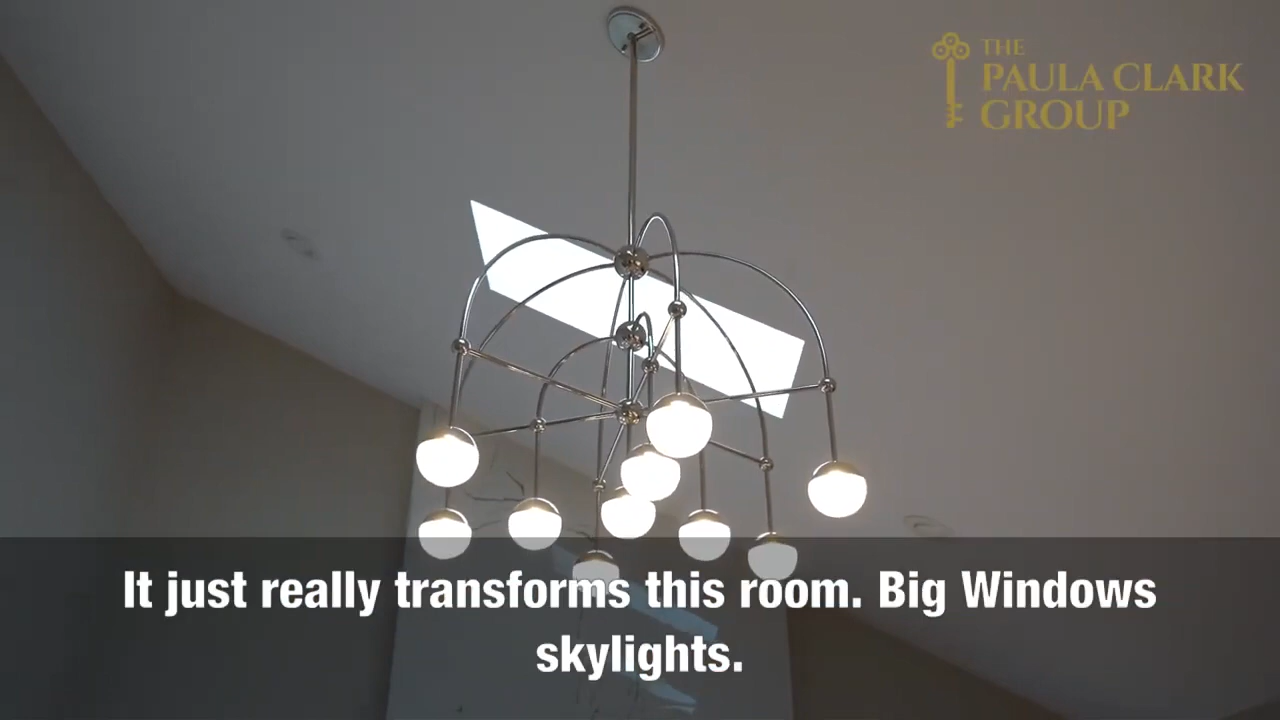 THE
PAULA CLARK
GROUP
It just really transforms this room. Big Windows
skylights.